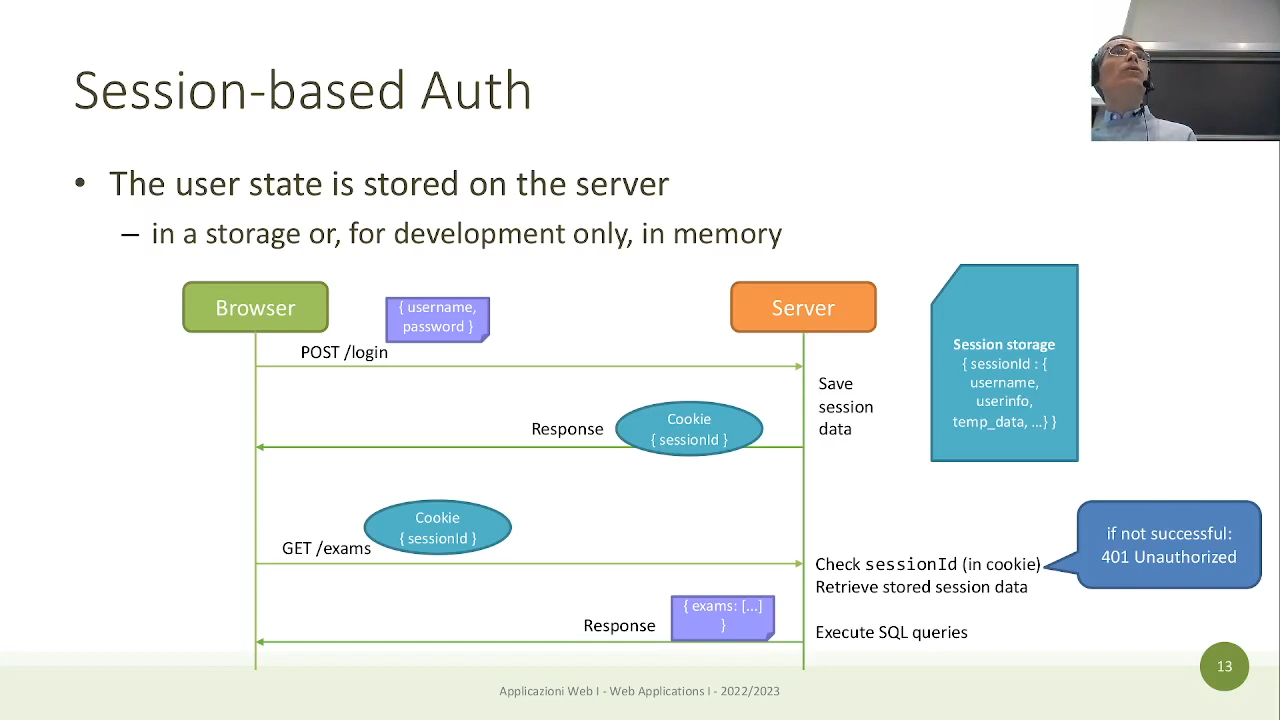 Session-based Auth
• The user state is stored on the server
– in a storage or, for development only, in memory
Browser
{ username,
password }
Server
POST /login
Session storage
{ sessionId : {
username,
userinfo,
temp_data, ...} }
Save
session
data
Response
Cookie
{ sessionId }
Cookie
{ sessionId }
GET /exams
Check sessionId (in cookie)
Retrieve stored session data
if not successful:
401 Unauthorized
Response
{ exams: [...]
}
Execute SQL queries
Applicazioni Web I - Web Applications I - 2022/2023
13